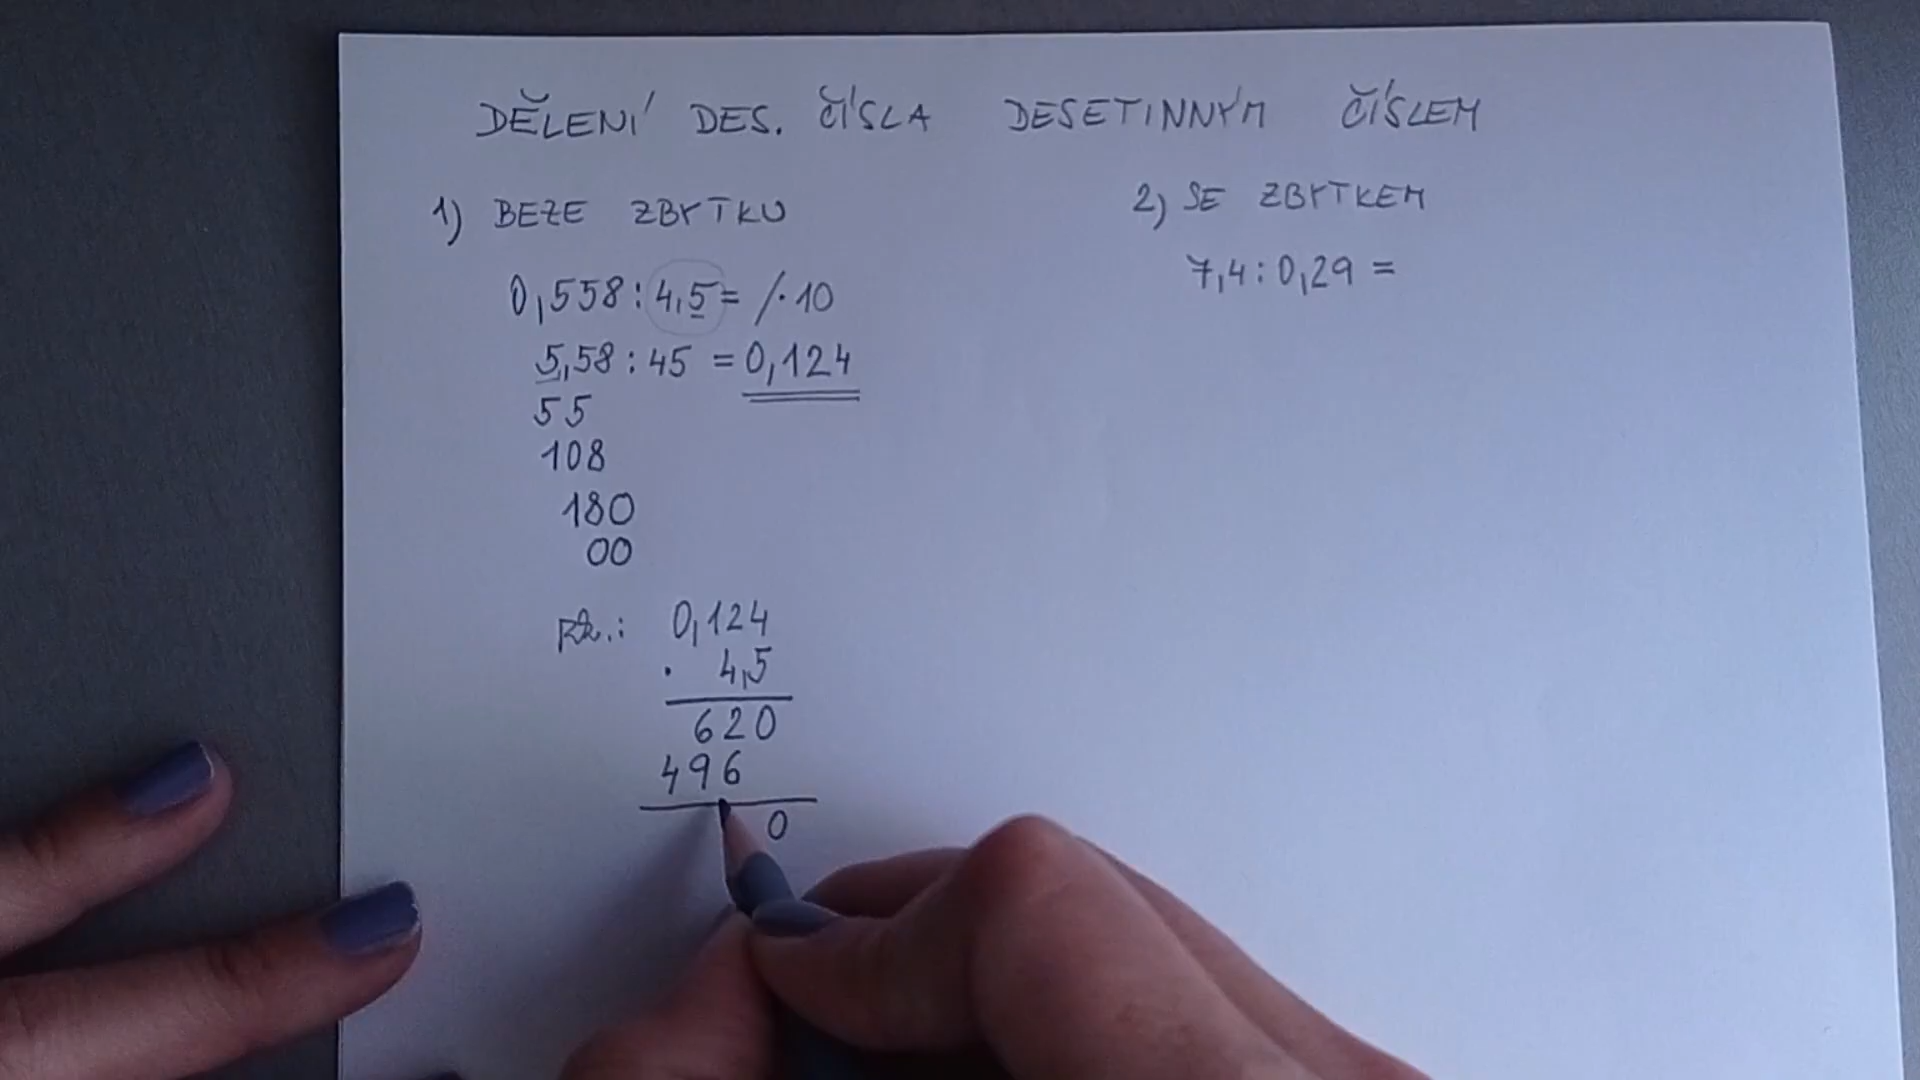 DĚLENÍ DES. ČÍSLA DESETINNÝM ČÍSLEM
1) BEZE ZBYTKU
0,558 : 4,5 = / · 10
5,58 : 45 = 0,124
55
108
180
00
zk.: 0,124
· 4,5
620
496
0
2) SE ZBYTKEM
7,4 : 0,29 =